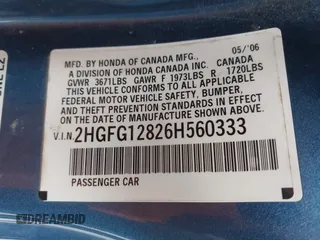 MFD. BY HONDA OF CANADA MFG.,
05/'06
A DIVISION OF HONDA CANADA INC. CANADA
GVWR 3671LBS GAWR F 1973LBS R 1720LBS
THIS VEHICLE CONFORMS TO ALL APPLICABLE
FEDERAL MOTOR VEHICLE SAFETY, BUMPER,
AND THEFT PREVENTION STANDARDS IN EFFECT
ON THE DATE OF MANUFACTURE SHOWN ABOVE.
V.I.N. 2HGFG12826H560333
PASSENGER CAR
DREAMBID